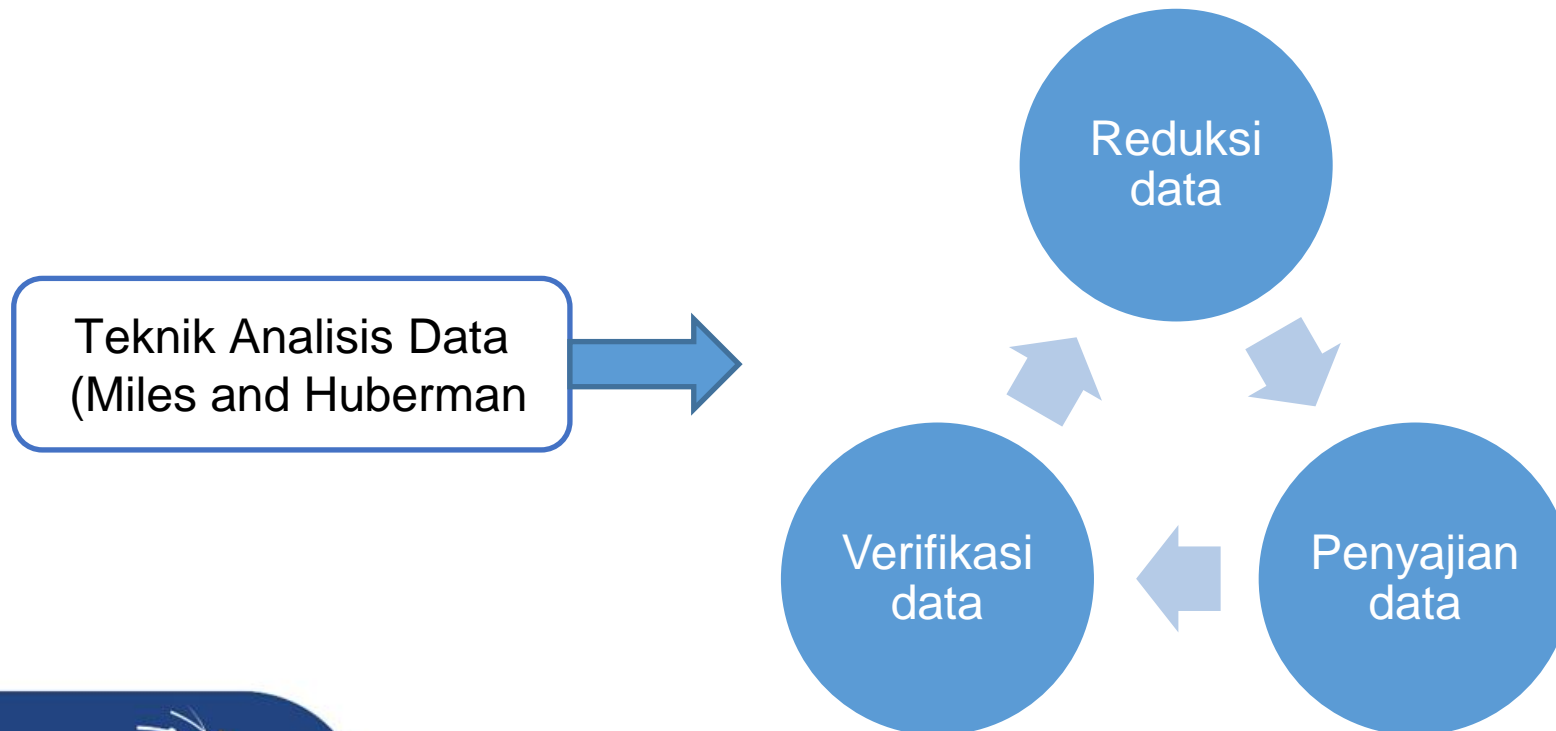 Teknik Analisis Data
(Miles and Huberman
Reduksi
data
Penyajian
data
Verifikasi
data